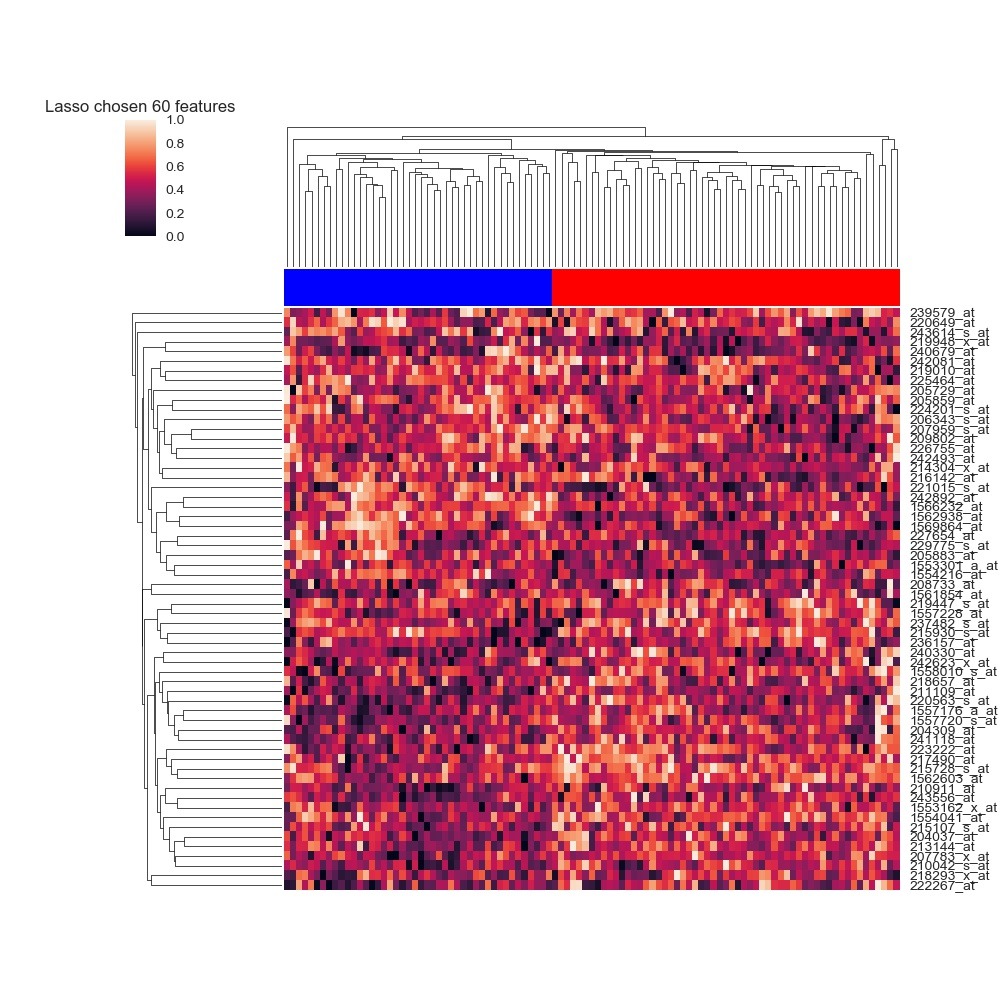 Lasso chosen 60 features
1.0
0.8
0.6
0.4
0.2
0.0
239579_at
220649_at
243614_s_at
219948_x_at
240679_at
242081_at
219010_at
225464_at
205729_at
205859_at
224201_s_at
206343_s_at
207959_s_at
209802_at
226755_at
242493_at
214304_x_at
216142_at
221015_s_at
242892_at
1566232_at
1562938_at
1569864_at
227654_at
229775_s_at
205883_at
1553301_a_at
1554216_at
208733_at
1561854_at
219447_s_at
1557228_at
237482_s_at
215930_s_at
236157_at
240330_at
242623_x_at
1558010_s_at
218657_at
211109_at
220563_s_at
1557176_a_at
1557720_s_at
204309_at
241118_at
223222_at
217490_at
215728_s_at
1562603_at
210911_at
243556_at
1553162_x_at
1554041_at
215107_s_at
204037_at
213144_at
207783_x_at
210042_s_at
218293_x_at
222267_at